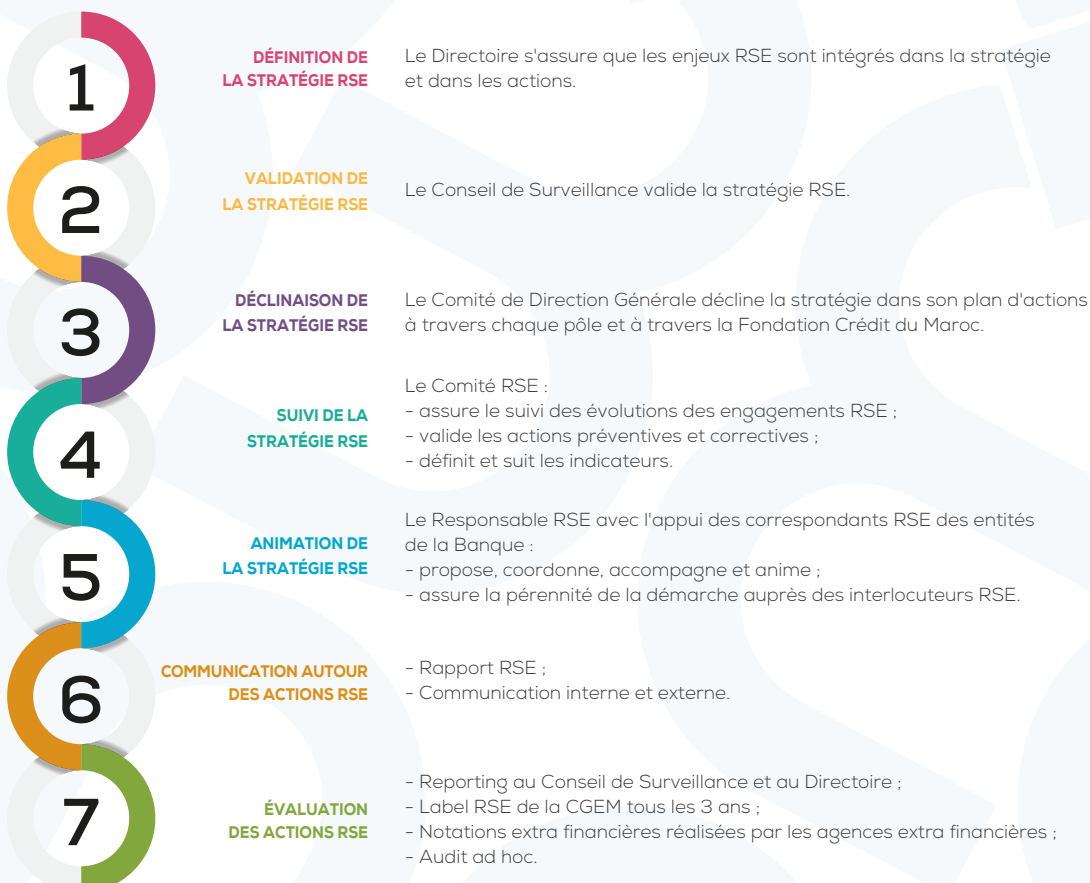 1
DÉFINITION DE
LA STRATÉGIE RSE
Le Directoire s'assure que les enjeux RSE sont intégrés dans la stratégie
et dans les actions.
2
VALIDATION DE
LA STRATÉGIE RSE
Le Conseil de Surveillance valide la stratégie RSE.
3
DÉCLINAISON DE
LA STRATÉGIE RSE
Le Comité de Direction Générale décline la stratégie dans son plan d'actions
à travers chaque pôle et à travers la Fondation Crédit du Maroc.
4
SUIVI DE LA
STRATÉGIE RSE
Le Comité RSE :
- assure le suivi des évolutions des engagements RSE ;
- valide les actions préventives et correctives ;
- définit et suit les indicateurs.
5
ANIMATION DE
LA STRATÉGIE RSE
Le Responsable RSE avec l'appui des correspondants RSE des entités
de la Banque :
- propose, coordonne, accompagne et anime ;
- assure la pérennité de la démarche auprès des interlocuteurs RSE.
6
COMMUNICATION AUTOUR
DES ACTIONS RSE
- Rapport RSE ;
- Communication interne et externe.
7
ÉVALUATION
DES ACTIONS RSE
- Reporting au Conseil de Surveillance et au Directoire ;
- Label RSE de la CGEM tous les 3 ans ;
- Notations extra financières réalisées par les agences extra financières ;
- Audit ad hoc.